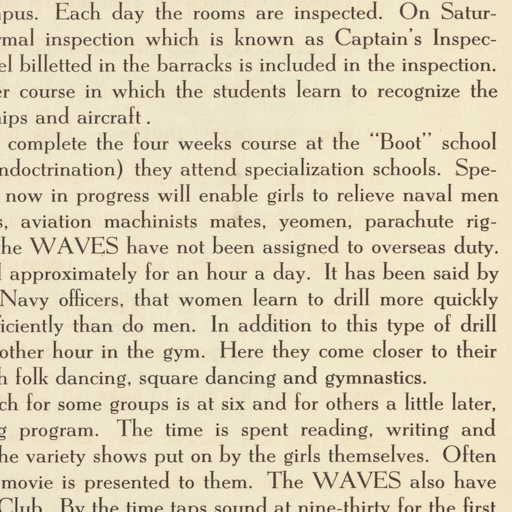 pus. Each day the rooms are inspected. On Satur-
rmal inspection which is known as Captain's Inspec-
el billetted in the barracks is included in the inspection.
er course in which the students learn to recognize the
ips and aircraft.
complete the four weeks course at the "Boot" school
ndoctrination) they attend specialization schools. Spe-
now in progress will enable girls to relieve naval men
s, aviation machinists mates, yeomen, parachute rig-
he WAVES have not been assigned to overseas duty.
approximately for an hour a day. It has been said by
Navy officers, that women learn to drill more quickly
ficiently than do men. In addition to this type of drill
other hour in the gym. Here they come closer to their
h folk dancing, square dancing and gymnastics.
ch for some groups is at six and for others a little later,
g program. The time is spent reading, writing and
he variety shows put on by the girls themselves. Often
movie is presented to them. The WAVES also have
Club. By the time taps sound at nine-thirty for the first